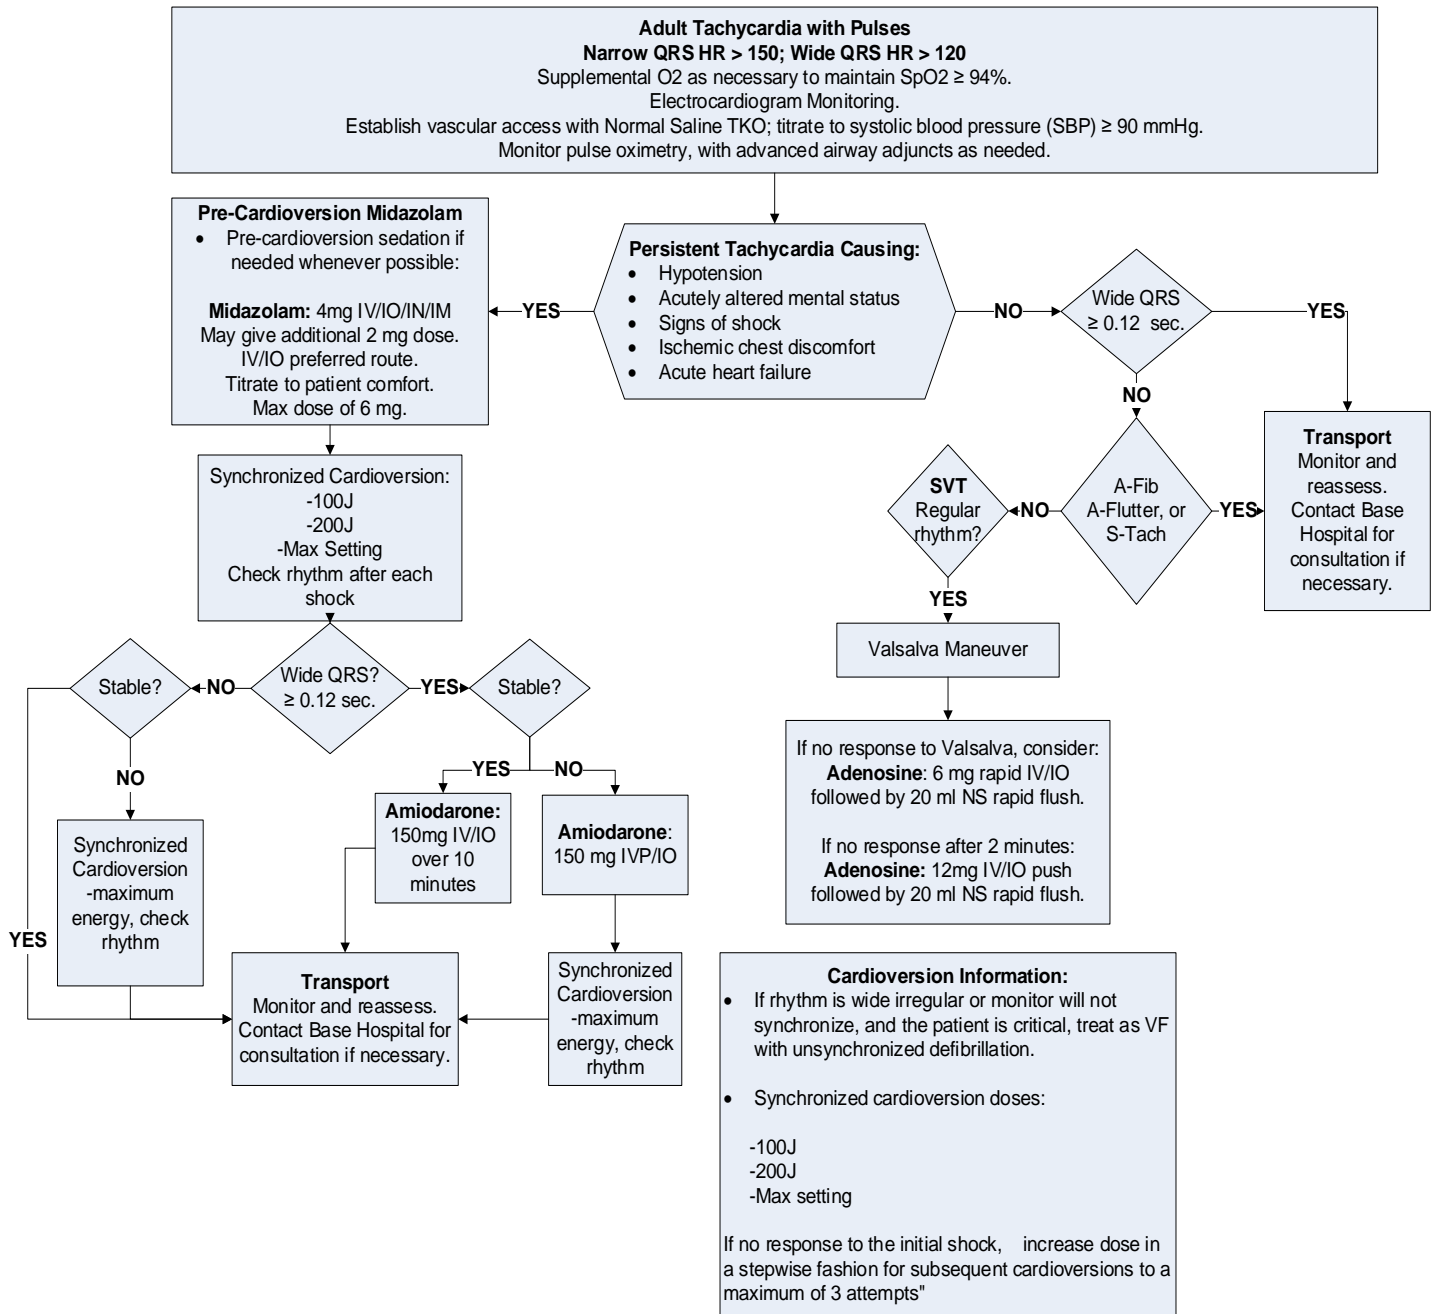 Adult Tachycardia with Pulses
Narrow QRS HR > 150; Wide QRS HR > 120
Supplemental O2 as necessary to maintain SpO2 ≥ 94%.
Electrocardiogram Monitoring.
Establish vascular access with Normal Saline TKO; titrate to systolic blood pressure (SBP) ≥ 90 mmHg.
Monitor pulse oximetry, with advanced airway adjuncts as needed.
Pre-Cardioversion Midazolam
• Pre-cardioversion sedation if
needed whenever possible:
Midazolam: 4mg IV/IO/IN/IM
May give additional 2 mg dose.
IV/IO preferred route.
Titrate to patient comfort.
Max dose of 6 mg.
YES
Persistent Tachycardia Causing:
• Hypotension
• Acutely altered mental status
• Signs of shock
• Ischemic chest discomfort
• Acute heart failure
NO
Wide QRS
≥ 0.12 sec.
YES
NO
Transport
Monitor and
reassess.
Contact Base
Hospital for
consultation if
necessary.
A-Fib
A-Flutter, or
S-Tach
YES
NO
SVT
Regular
rhythm?
YES
Valsalva Maneuver
If no response to Valsalva, consider:
Adenosine: 6 mg rapid IV/IO
followed by 20 ml NS rapid flush.
If no response after 2 minutes:
Adenosine: 12mg IV/IO push
followed by 20 ml NS rapid flush.
Synchronized Cardioversion:
-100J
-200J
-Max Setting
Check rhythm after each
shock
Wide QRS?
≥ 0.12 sec.
NO
Stable?
YES
Stable?
NO
YES
Synchronized
Cardioversion
-maximum
energy, check
rhythm
YES
NO
Amiodarone:
150mg IV/IO
over 10
minutes
Amiodarone:
150 mg IVP/IO
Synchronized
Cardioversion
-maximum
energy, check
rhythm
Transport
Monitor and reassess.
Contact Base Hospital for
consultation if necessary.
Cardioversion Information:
• If rhythm is wide irregular or monitor will not
synchronize, and the patient is critical, treat as VF
with unsynchronized defibrillation.
• Synchronized cardioversion doses:
-100J
-200J
-Max setting
If no response to the initial shock, increase dose in
a stepwise fashion for subsequent cardioversions to a
maximum of 3 attempts"